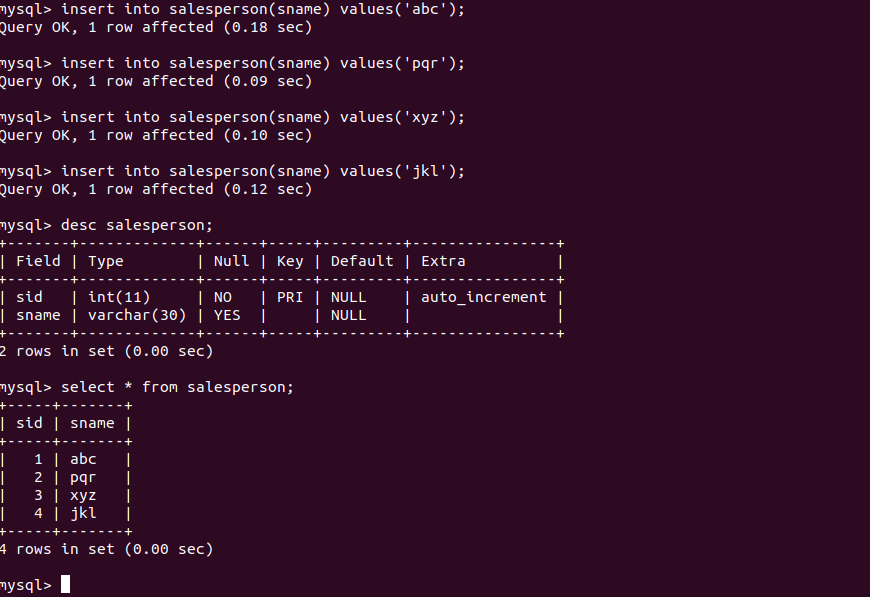 mysql> insert into salesperson(sname) values('abc');
Query OK, 1 row affected (0.18 sec)

mysql> insert into salesperson(sname) values('pqr');
Query OK, 1 row affected (0.09 sec)

mysql> insert into salesperson(sname) values('xyz');
Query OK, 1 row affected (0.10 sec)

mysql> insert into salesperson(sname) values('jkl');
Query OK, 1 row affected (0.12 sec)

mysql> desc salesperson;
+-------+-------------+------+-----+---------+----------------+
| Field | Type        | Null | Key | Default | Extra          |
+-------+-------------+------+-----+---------+----------------+
| sid   | int(11)     | NO   | PRI | NULL    | auto_increment |
| sname | varchar(30) | YES  |     | NULL    |                |
+-------+-------------+------+-----+---------+----------------+
2 rows in set (0.00 sec)

mysql> select * from salesperson;
+-----+-------+
| sid | sname |
+-----+-------+
|   1 | abc   |
|   2 | pqr   |
|   3 | xyz   |
|   4 | jkl   |
+-----+-------+
4 rows in set (0.00 sec)

mysql>